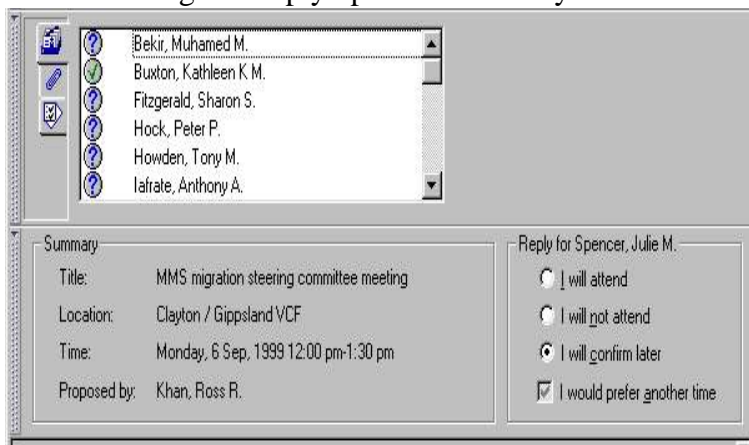 Bekir, Muhamed M.
Buxton, Kathleen K M.
Fitzgerald, Sharon S.
Hock, Peter P.
Howden, Tony M.
Iafrate, Anthony A.
Summary
Title: MMS migration steering committee meeting
Location: Clayton / Gippsland VCF
Time: Monday, 6 Sep, 1999 12:00 pm-1:30 pm
Proposed by: Khan, Ross R.
Reply for Spencer, Julie M.
I will attend
I will not attend
I will confirm later
I would prefer another time